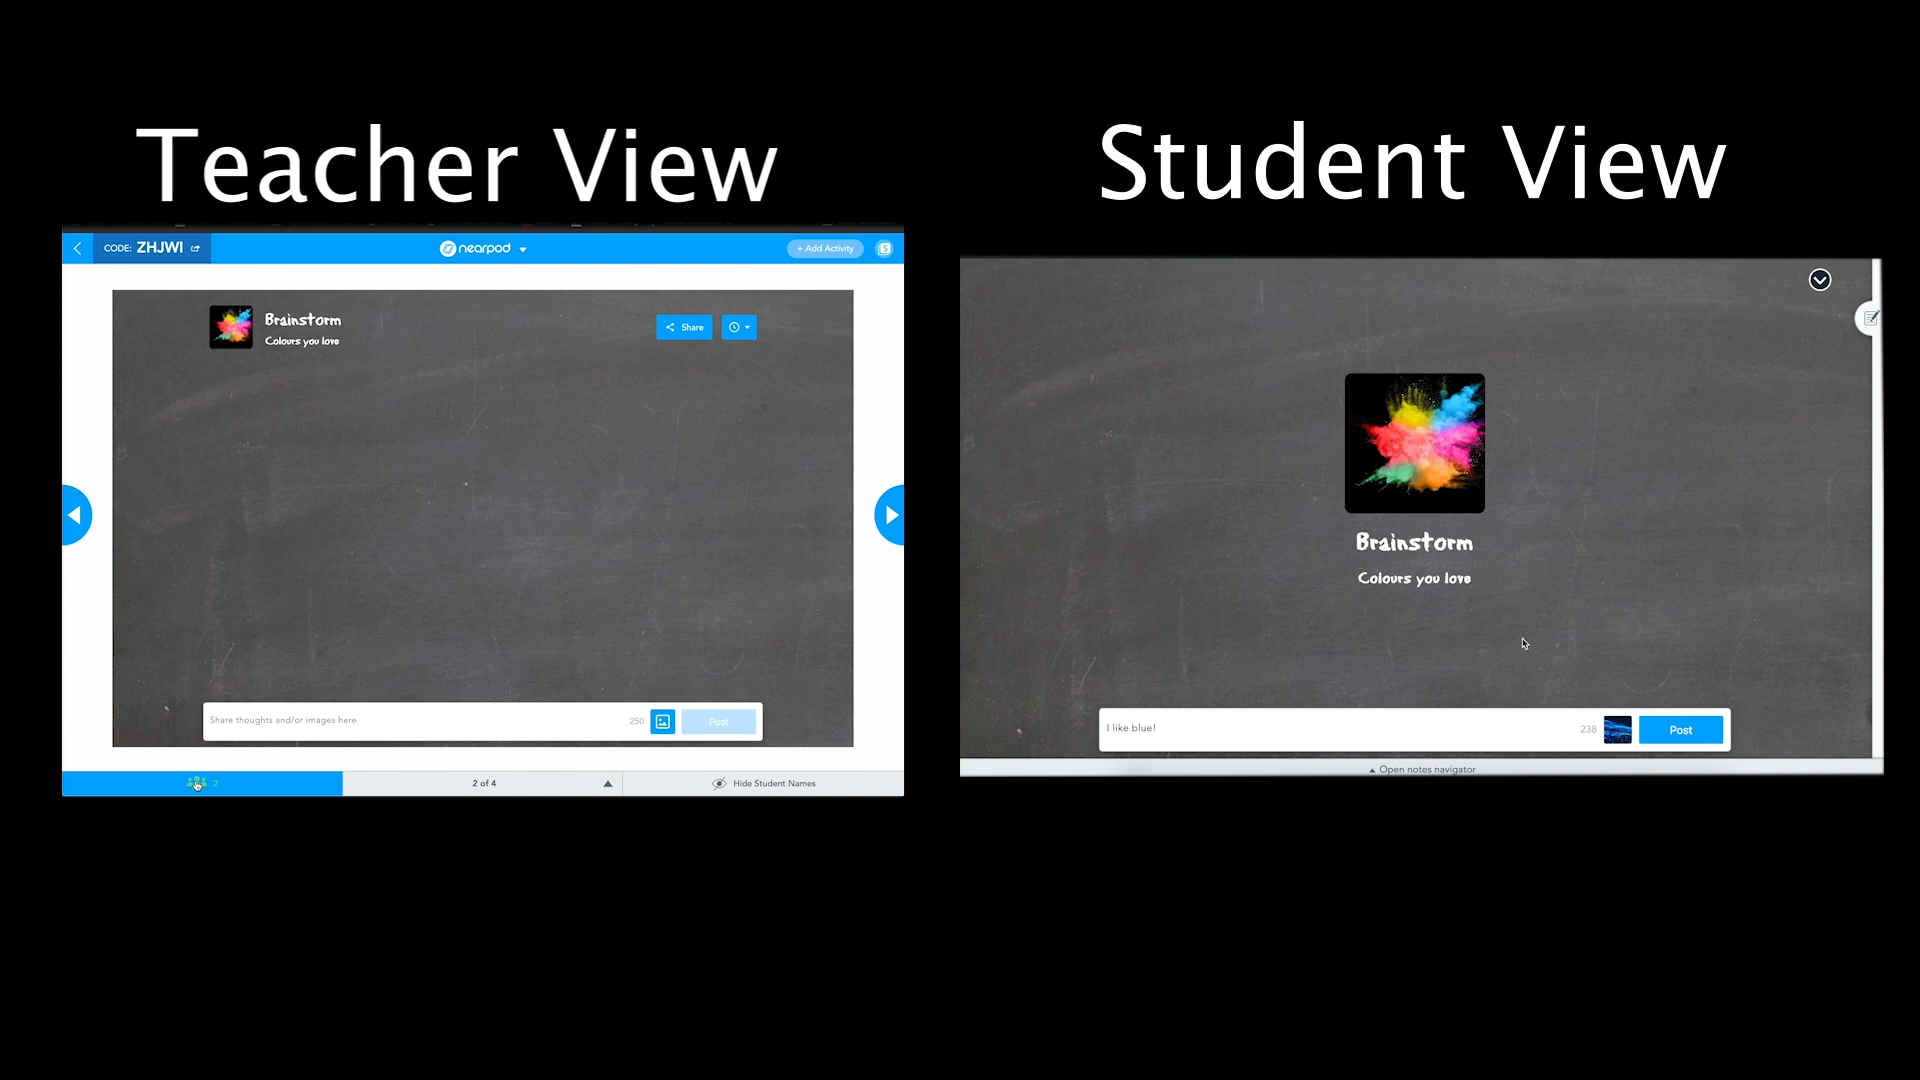 Teacher View
CODE: ZHJWI
nearpod
+ Add Activity
S
Brainstorm
Colours you love
Share
Share thoughts and/or images here
250
Post
2
2 of 4
Hide Student Names
Student View
Brainstorm
Colours you love
I like blue!
238
Post
Open notes navigator